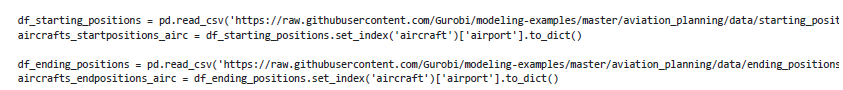 df_starting_positions = pd.read_csv('https://raw.githubusercontent.com/Gurobi/modeling-examples/master/aviation_planning/data/starting_posit
aircrafts_startpositions_airc = df_starting_positions.set_index('aircraft')['airport'].to_dict()
df_ending_positions = pd.read_csv('https://raw.githubusercontent.com/Gurobi/modeling-examples/master/aviation_planning/data/ending_positions
aircrafts_endpositions_airc = df_ending_positions.set_index('aircraft')['airport'].to_dict()